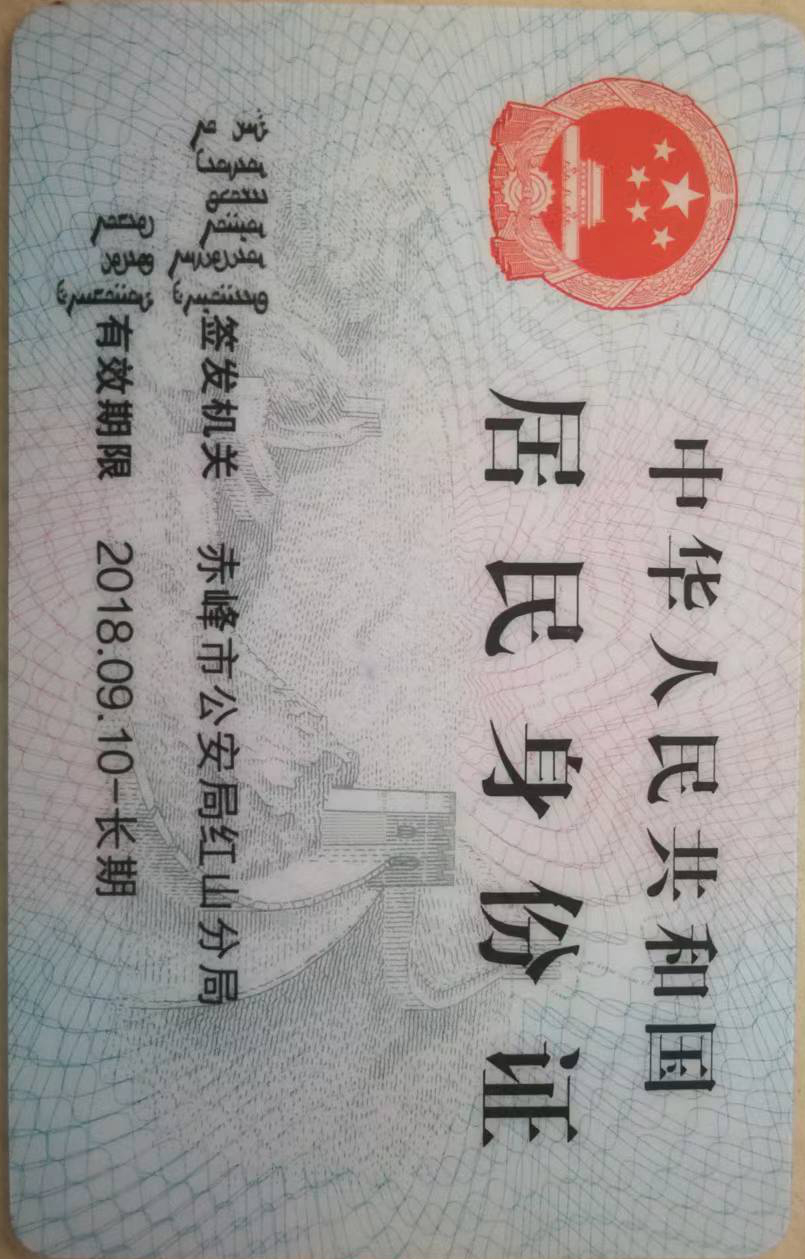 中华人民共和国
居民身份证
签发机关 赤峰市公安局红山分局
有效期限 2018.09.10-长期